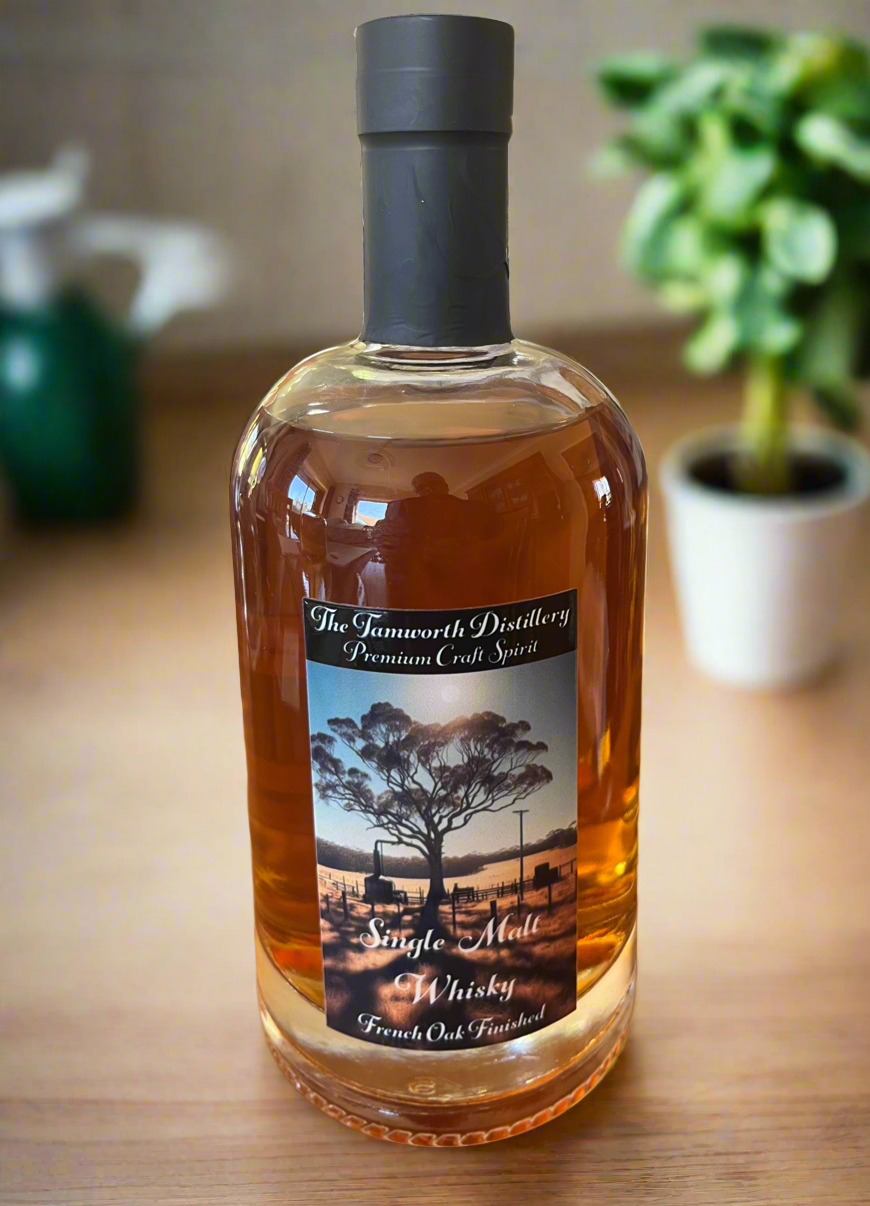 The Tamworth Distillery
Premium Craft Spirit
Single Malt
Whisky
French Oak Finished